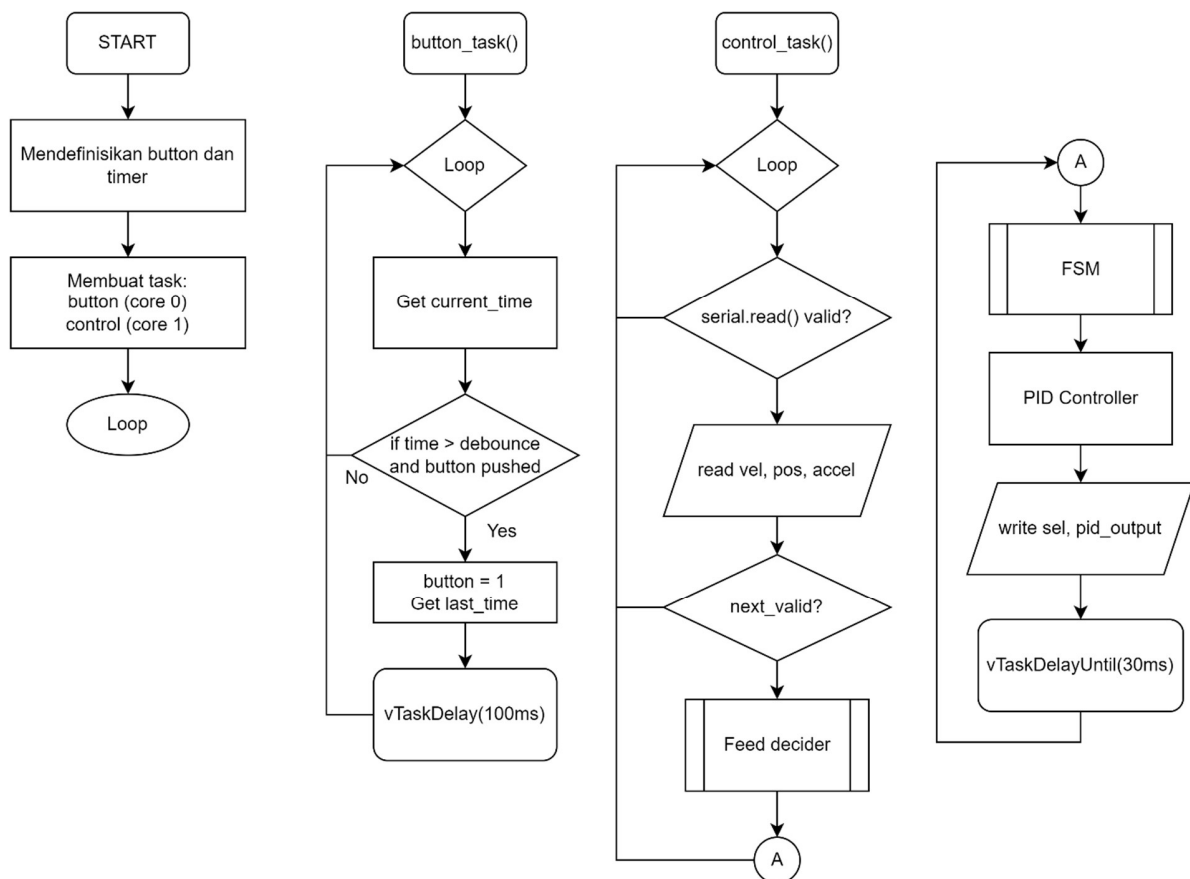 START
Mendefinisikan button dan
timer
Membuat task:
button (core 0)
control (core 1)
Loop
button_task()
Loop
Get current_time
if time > debounce
and button pushed
No
Yes
button = 1
Get last_time
vTaskDelay(100ms)
control_task()
Loop
serial.read() valid?
read vel, pos, accel
next_valid?
Feed decider
A
A
FSM
PID Controller
write sel, pid_output
vTaskDelayUntil(30ms)